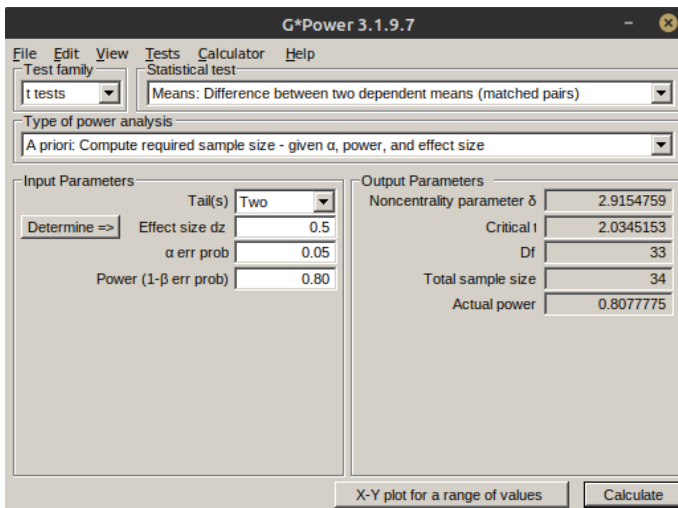 G*Power 3.1.9.7
File Edit View Tests Calculator Help
Test family
t tests
Statistical test
Means: Difference between two dependent means (matched pairs)
Type of power analysis
A priori: Compute required sample size - given α, power, and effect size
Input Parameters
Tail(s) Two
Determine => Effect size dz 0.5
α err prob 0.05
Power (1-β err prob) 0.80
Output Parameters
Noncentrality parameter δ 2.9154759
Critical t 2.0345153
Df 33
Total sample size 34
Actual power 0.8077775
X-Y plot for a range of values
Calculate